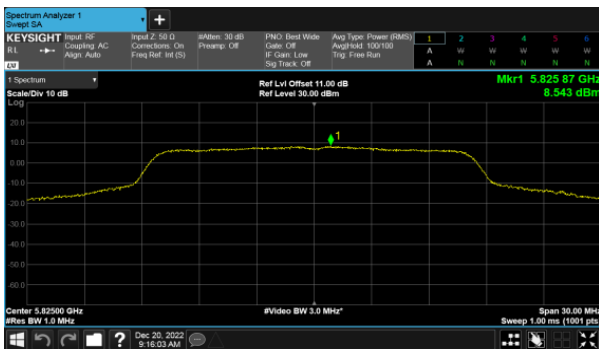 Spectrum Analyzer 1
Swept SA
KEYSIGHT
RL
Input: RF
Coupling: AC
Align: Auto
Input Z: 50 Ω
Corrections: On
Freq Ref: Int (S)
#Atten: 30 dB
Preamp: Off
PNO: Best Wide
Gate: Off
IF Gain: Low
Sig Track: Off
Avg Type: Power (RMS)
Avg|Hold: 100/100
Trig: Free Run
1 2 3 4 5 6
A W W W W W
A N N N N N
1 Spectrum
Scale/Div 10 dB
Log
Ref Lvl Offset 11.00 dB
Ref Level 30.00 dBm
Mkr1 5.825 87 GHz
8.543 dBm
20.0
10.0
0.00
-10.0
-20.0
-30.0
-40.0
-50.0
-60.0
1
Center 5.82500 GHz
#Res BW 1.0 MHz
#Video BW 3.0 MHz*
Span 30.00 MHz
Sweep 1.00 ms (1001 pts)
?
Dec 20, 2022
9:16:03 AM